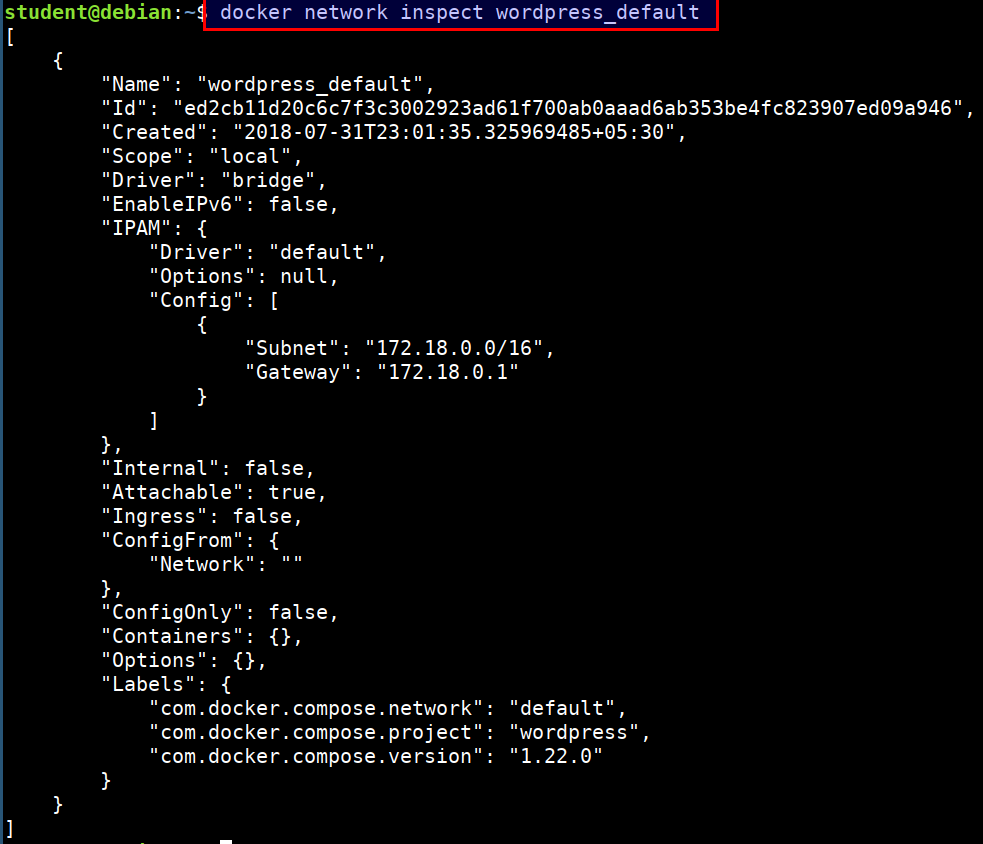 student@debian:~$ docker network inspect wordpress_default
[
    {
        "Name": "wordpress_default",
        "Id": "ed2cb11d20c6c7f3c3002923ad61f700ab0aaad6ab353be4fc823907ed09a946",
        "Created": "2018-07-31T23:01:35.325969485+05:30",
        "Scope": "local",
        "Driver": "bridge",
        "EnableIPv6": false,
        "IPAM": {
            "Driver": "default",
            "Options": null,
            "Config": [
                {
                    "Subnet": "172.18.0.0/16",
                    "Gateway": "172.18.0.1"
                }
            ]
        },
        "Internal": false,
        "Attachable": true,
        "Ingress": false,
        "ConfigFrom": {
            "Network": ""
        },
        "ConfigOnly": false,
        "Containers": {},
        "Options": {},
        "Labels": {
            "com.docker.compose.network": "default",
            "com.docker.compose.project": "wordpress",
            "com.docker.compose.version": "1.22.0"
        }
    }
]